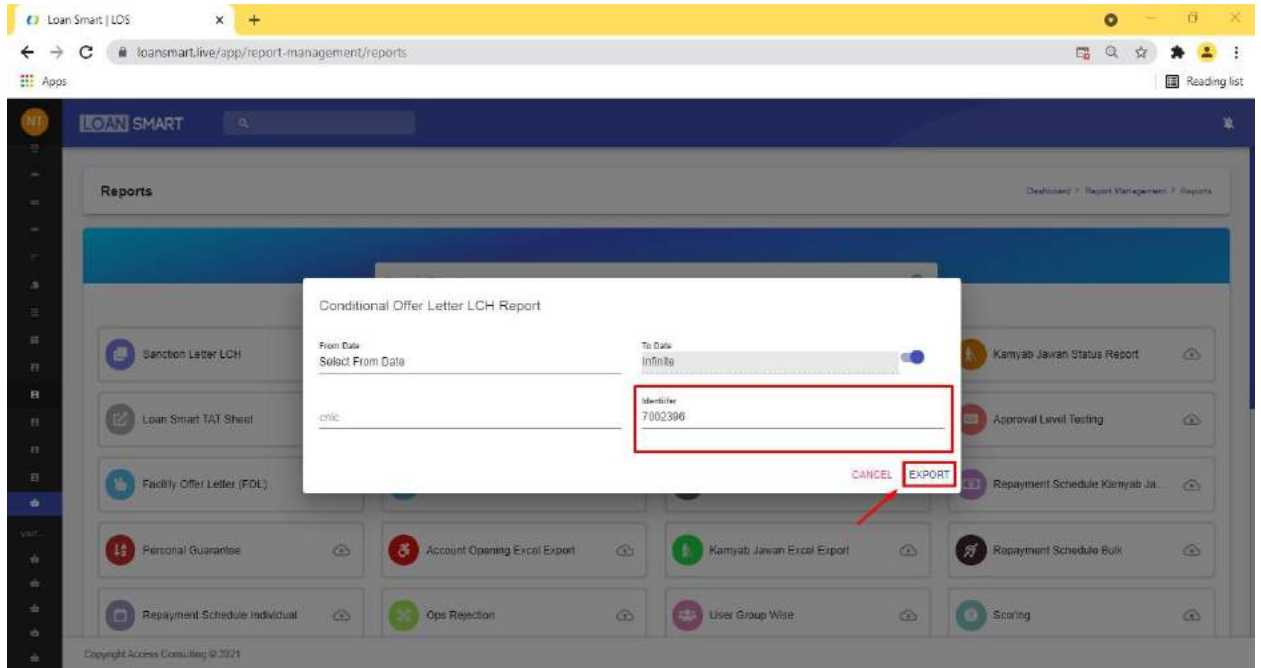 Loan Smart | LOS
loansmart.live/app/report-management/reports
Apps
Reading list
NT
LOAN SMART
Reports
Dashboard > Report Management > Reports
Conditional Offer Letter LCH Report
From Date
Select From Date
To Date
Infinite
cnic
Identifier
7002396
CANCEL EXPORT
Sanction Letter LCH
Kamyab Jawan Status Report
Loan Smart TAT Sheet
Approval Level Testing
Facility Offer Letter (FOL)
Repayment Schedule Kamyab Ja...
Personal Guarantee
Account Opening Excel Export
Kamyab Jawan Excel Export
Repayment Schedule Bulk
Repayment Schedule Individual
Ops Rejection
User Group Wise
Scoring
Copyright Access Consulting © 2021